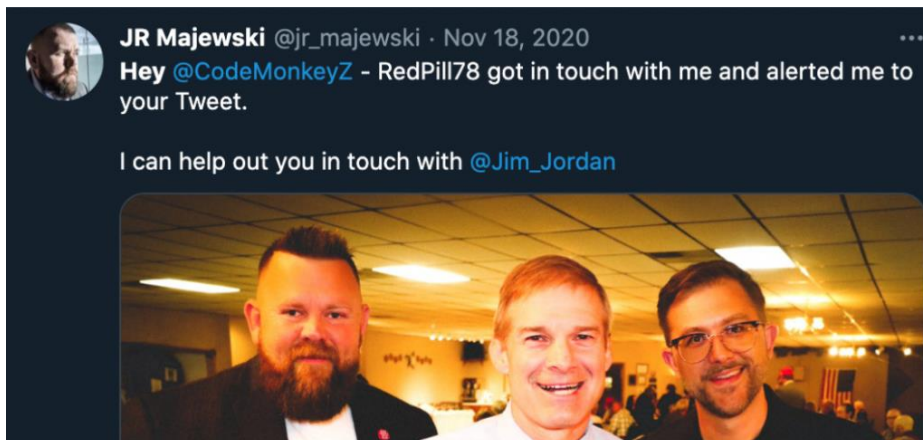 JR Majewski @jr_majewski · Nov 18, 2020
Hey @CodeMonkeyZ - RedPill78 got in touch with me and alerted me to
your Tweet.
I can help out you in touch with @Jim_Jordan